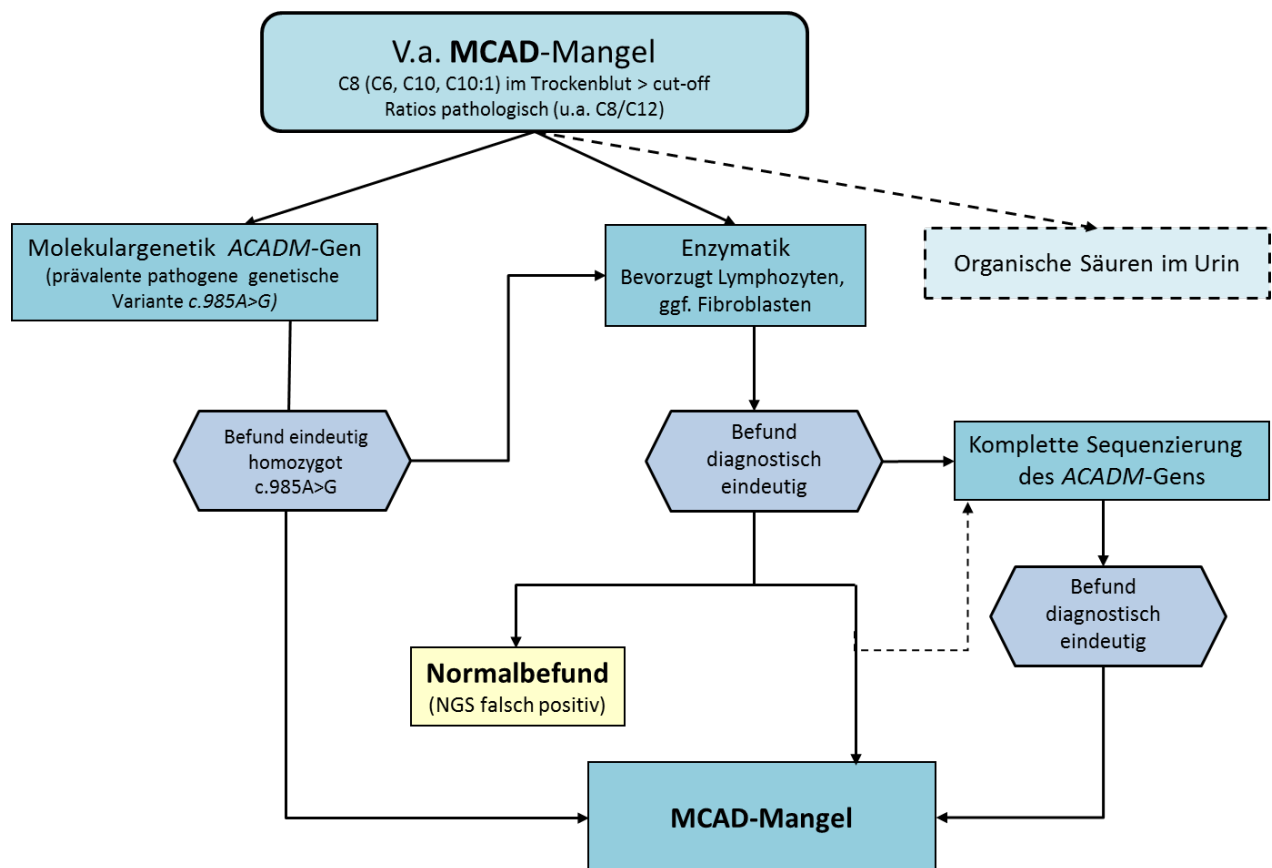 V.a. MCAD-Mangel
C8 (C6, C10, C10:1) im Trockenblut > cut-off
Ratios pathologisch (u.a. C8/C12)
Molekulargenetik ACADM-Gen
(prävalente pathogene genetische
Variante c.985A>G)
Enzymatik
Bevorzugt Lymphozyten,
ggf. Fibroblasten
Organische Säuren im Urin
Befund eindeutig
homozygot
c.985A>G
Befund
diagnostisch
eindeutig
Komplette Sequenzierung
des ACADM-Gens
Befund
diagnostisch
eindeutig
Normalbefund
(NGS falsch positiv)
MCAD-Mangel